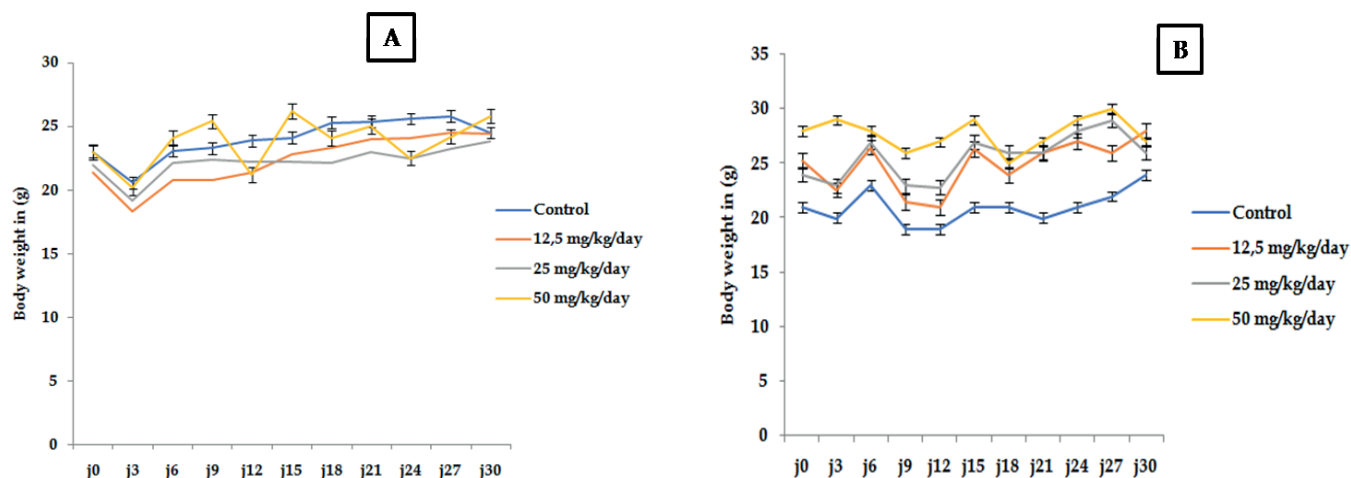 A
30
25
20
15
10
5
0
Body weight in (g)
j0 j3 j6 j9 j12 j15 j18 j21 j24 j27 j30
Control
12,5 mg/kg/day
25 mg/kg/day
50 mg/kg/day
B
35
30
25
20
15
10
5
0
Body weight in (g)
j0 j3 j6 j9 j12 j15 j18 j21 j24 j27 j30
Control
12,5 mg/kg/day
25 mg/kg/day
50 mg/kg/day